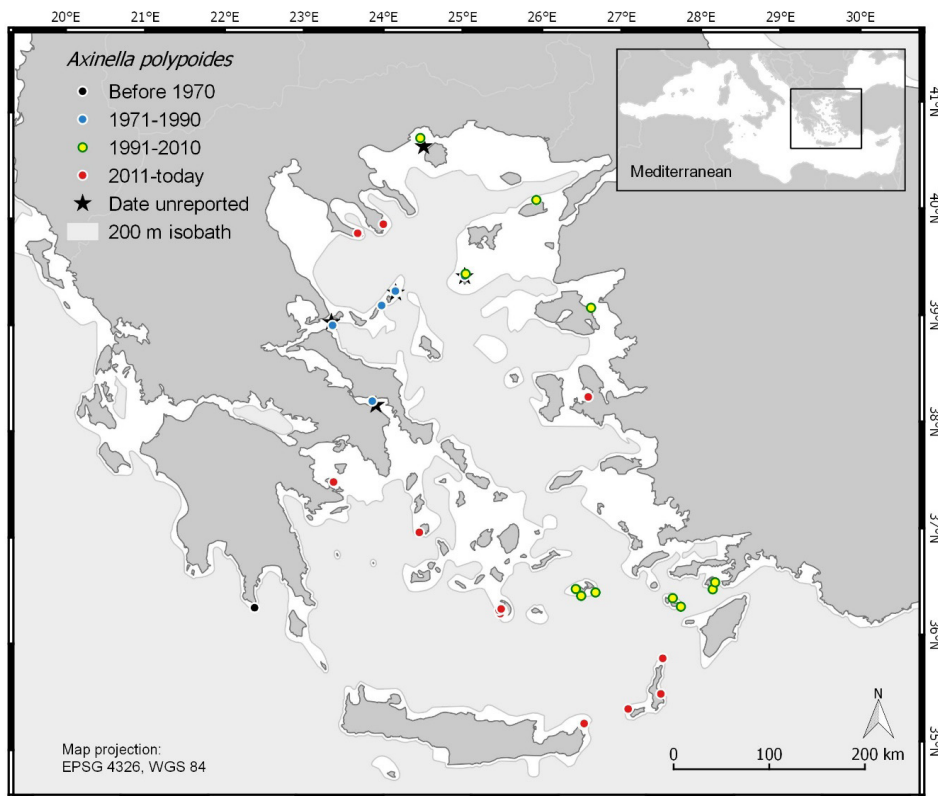 20°E 21°E 22°E 23°E 24°E 25°E 26°E 27°E 28°E 29°E 30°E
Axinella polypoides
Before 1970
1971-1990
1991-2010
2011-today
Date unreported
200 m isobath
Mediterranean
41°N
40°N
39°N
38°N
37°N
36°N
35°N
N
Map projection:
EPSG 4326, WGS 84
0 100 200 km